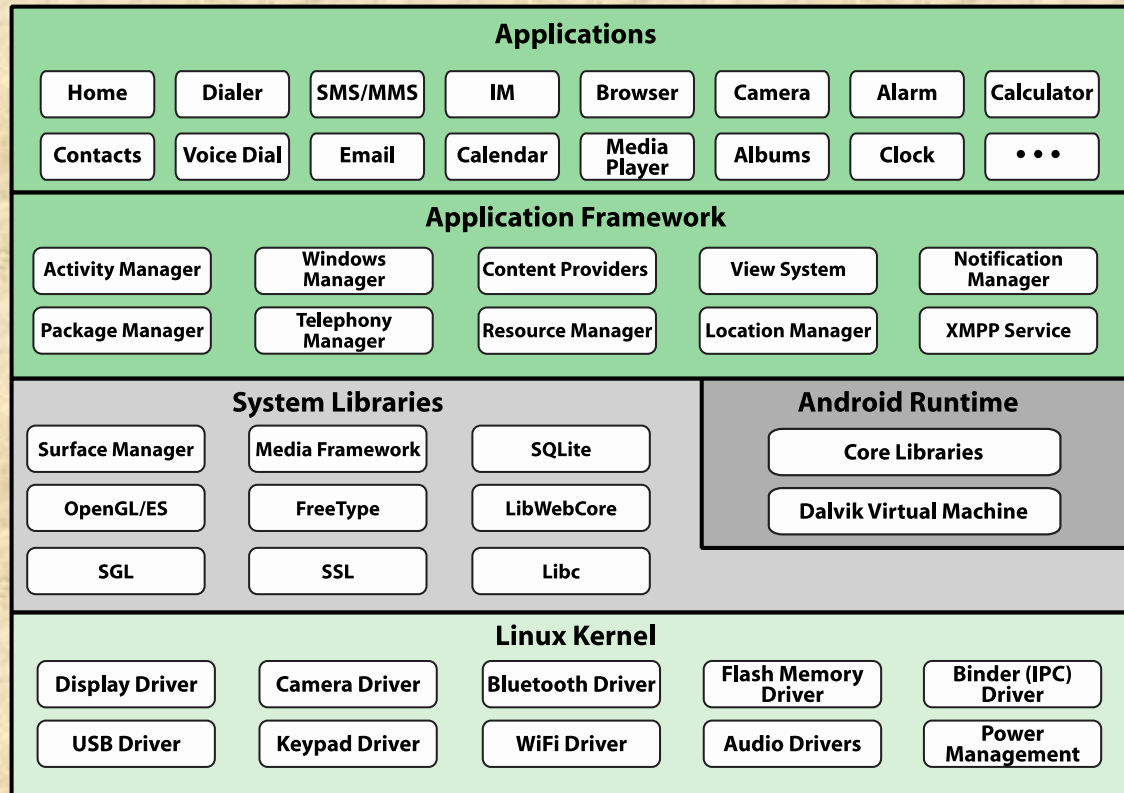 Applications
Home Dialer SMS/MMS IM Browser Camera Alarm Calculator
Contacts Voice Dial Email Calendar Media Player Albums Clock •••
Application Framework
Activity Manager Windows Manager Content Providers View System Notification Manager
Package Manager Telephony Manager Resource Manager Location Manager XMPP Service
System Libraries
Surface Manager Media Framework SQLite
OpenGL/ES FreeType LibWebCore
SGL SSL Libc
Android Runtime
Core Libraries
Dalvik Virtual Machine
Linux Kernel
Display Driver Camera Driver Bluetooth Driver Flash Memory Driver Binder (IPC) Driver
USB Driver Keypad Driver WiFi Driver Audio Drivers Power Management